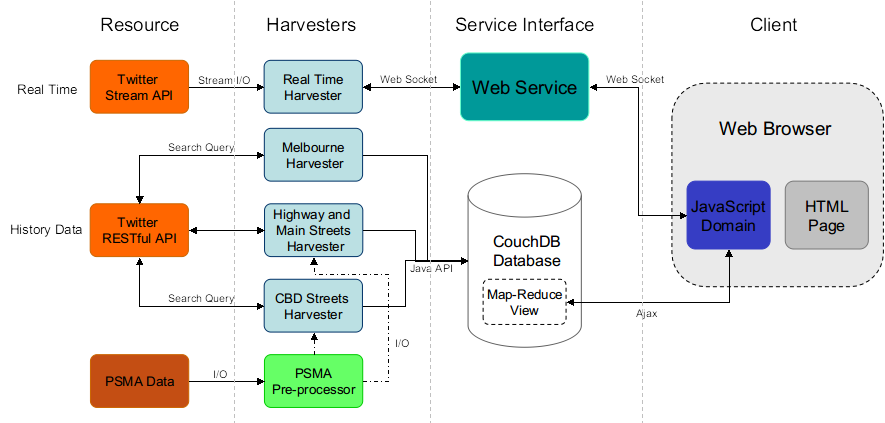 Resource
Harvesters
Service Interface
Client
Real Time
Twitter
Stream API
Stream I/O
Real Time
Harvester
Web Socket
Web Service
Web Socket
Web Browser
Search Query
Melbourne
Harvester
History Data
Twitter
RESTful API
Highway and
Main Streets
Harvester
Java API
CouchDB
Database
JavaScript
Domain
HTML
Page
Search Query
CBD Streets
Harvester
Map-Reduce
View
Ajax
I/O
PSMA Data
I/O
PSMA
Pre-processor